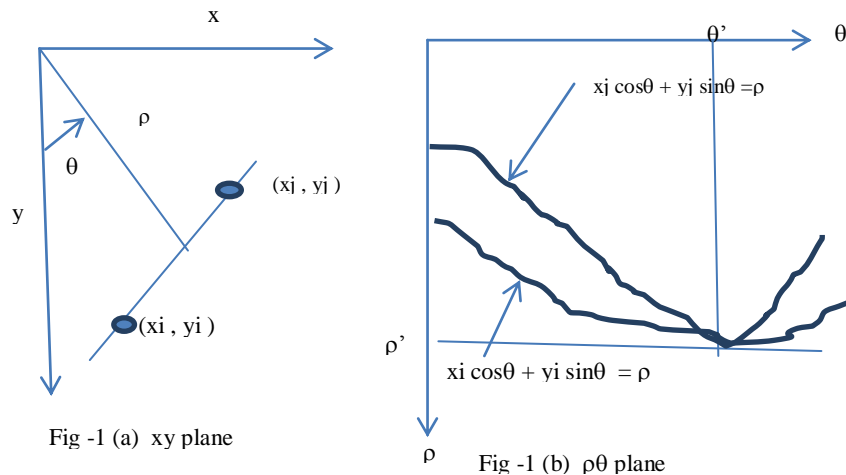 x
ρ
θ
y
(xj , yj )
(xi , yi )
Fig -1 (a) xy plane
θ’
θ
xj cosθ + yj sinθ =ρ
ρ’
xi cosθ + yi sinθ = ρ
ρ
Fig -1 (b) ρθ plane